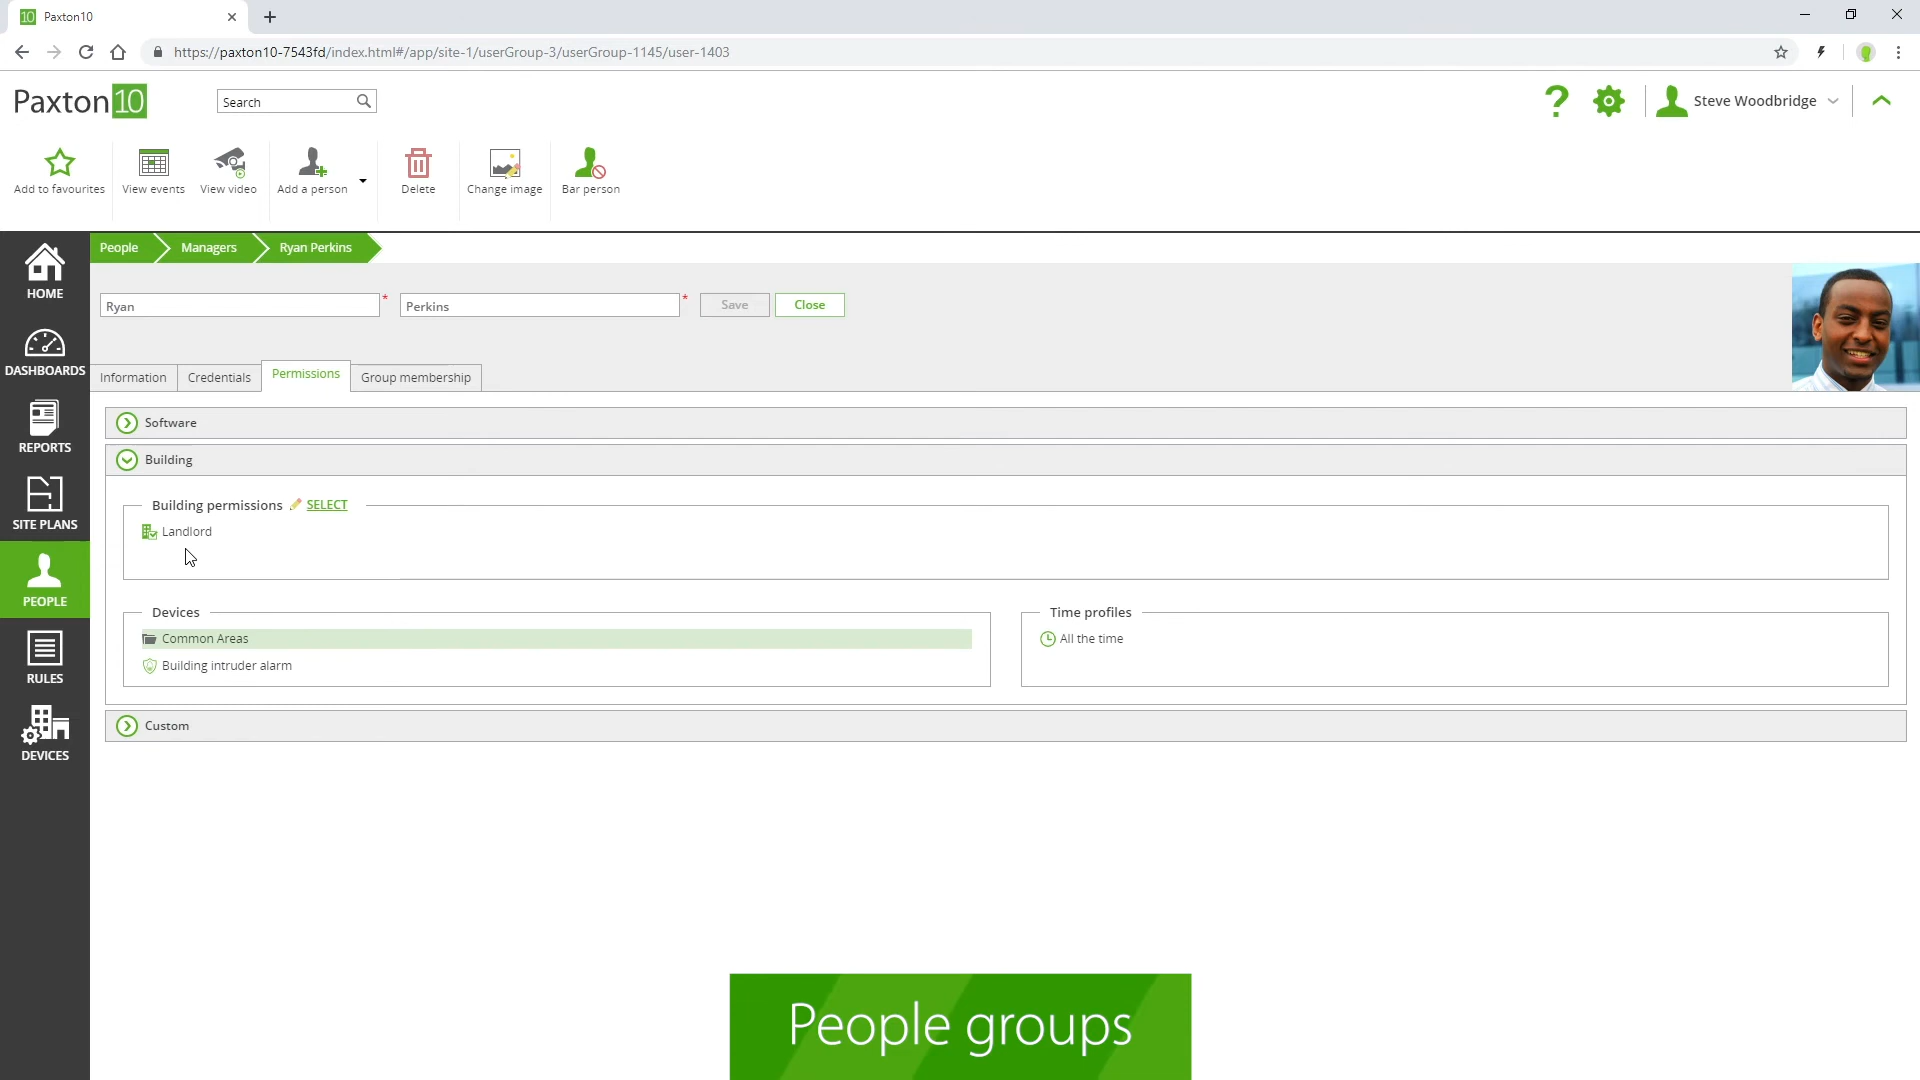 10 Paxton10
https://paxton10-7543fd/index.html#/app/site-1/userGroup-3/userGroup-1145/user-1403
Paxton10
Search
? Steve Woodbridge
Add to favourites View events View video Add a person Delete Change image Bar person
People Managers Ryan Perkins
HOME
Ryan * Perkins * Save Close
DASHBOARDS
Information Credentials Permissions Group membership
REPORTS
Software
Building
SITE PLANS
Building permissions SELECT
Landlord
PEOPLE
Devices Time profiles
Common Areas All the time
Building intruder alarm
RULES
Custom
DEVICES
People groups